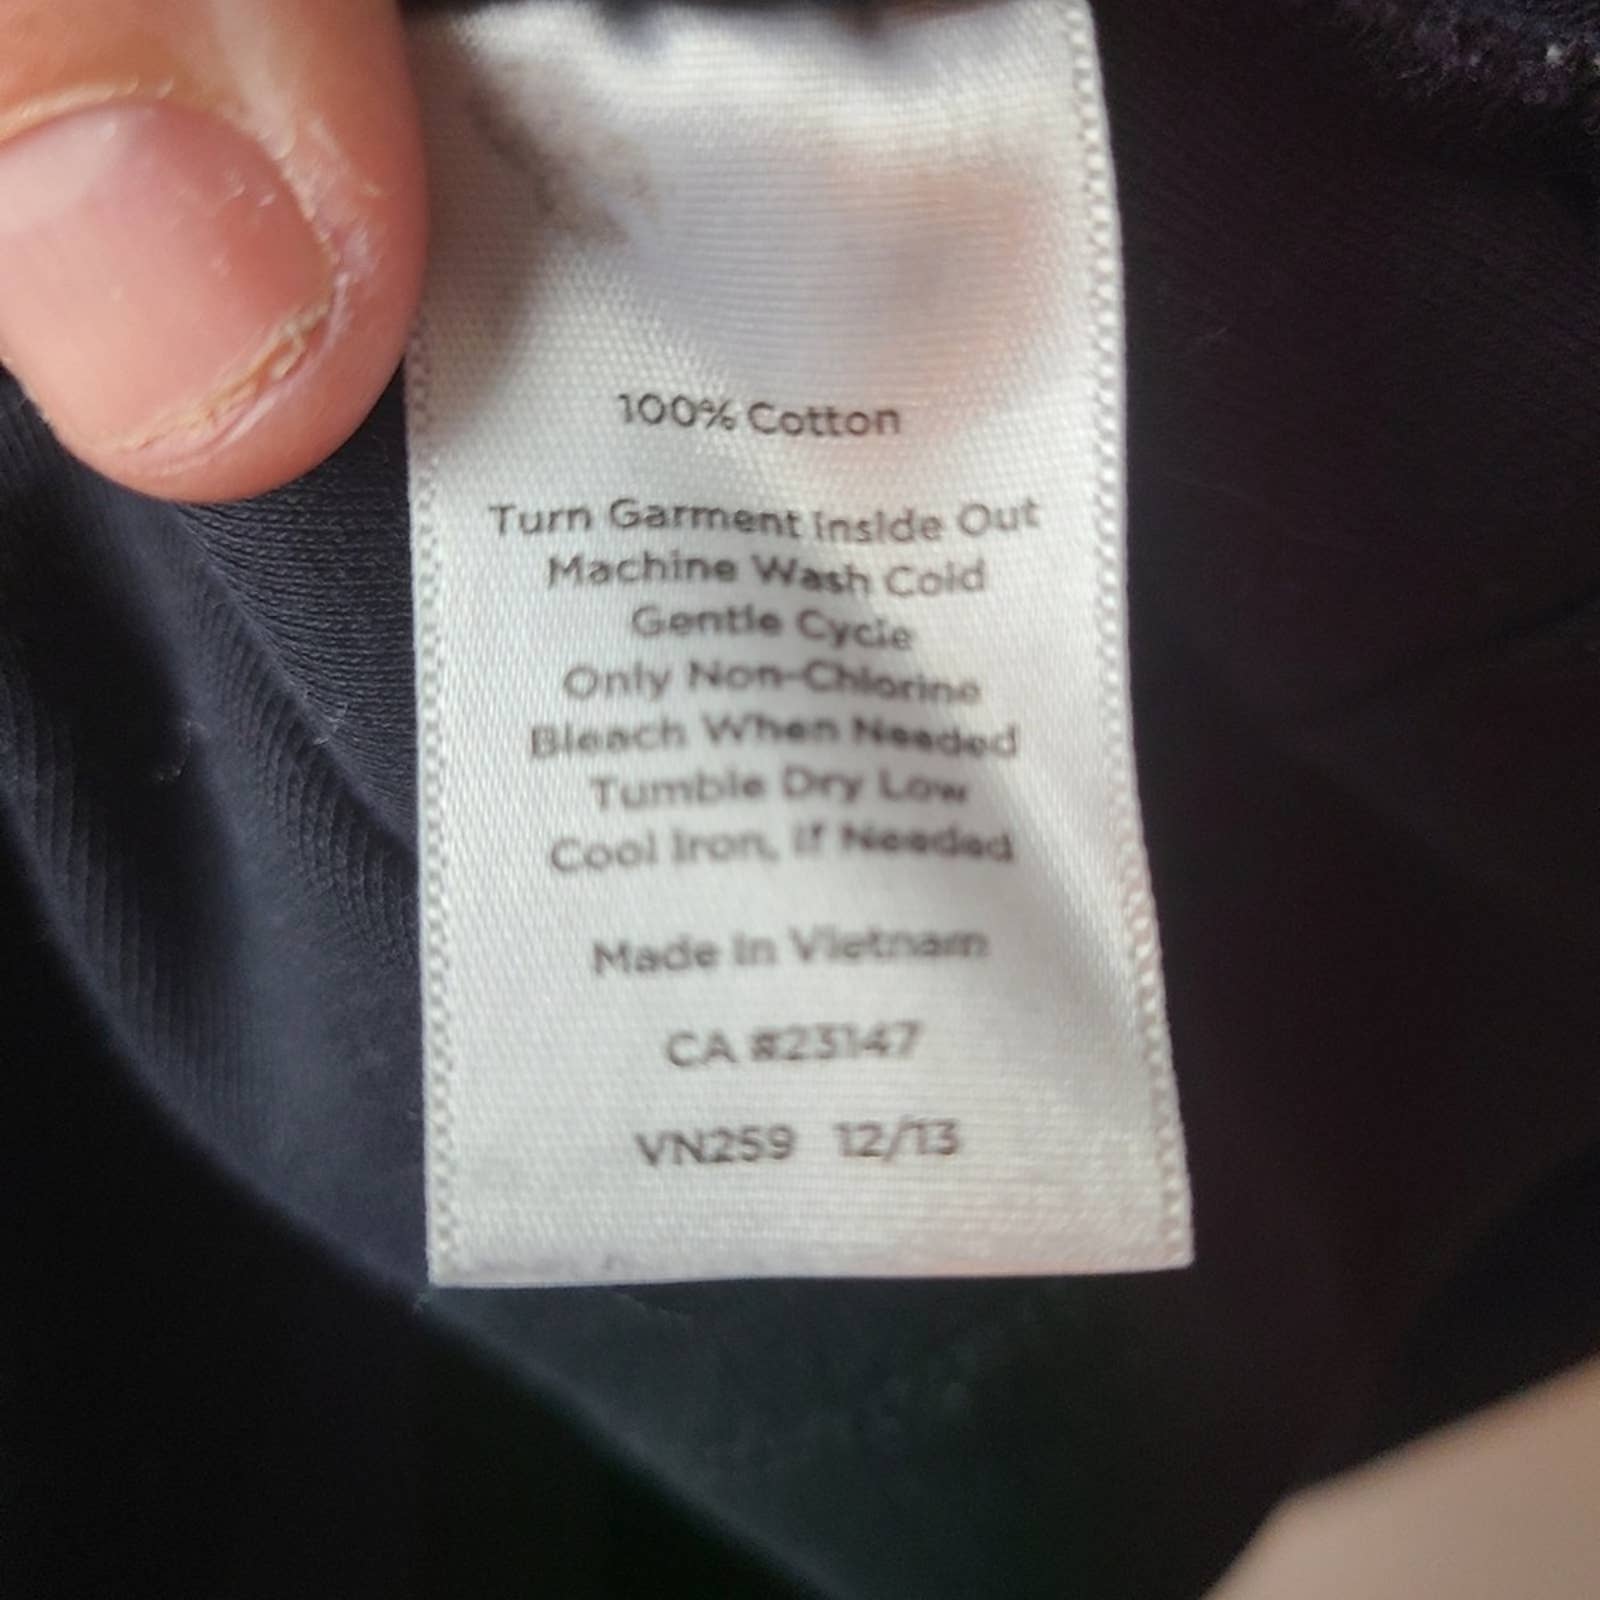 100% Cotton
Turn Garment Inside Out
Machine Wash Cold
Gentle Cycle
Only Non-Chlorine
Bleach When Needed
Tumble Dry Low
Cool Iron, If Needed
Made in Vietnam
CA #23147
VN259 12/13